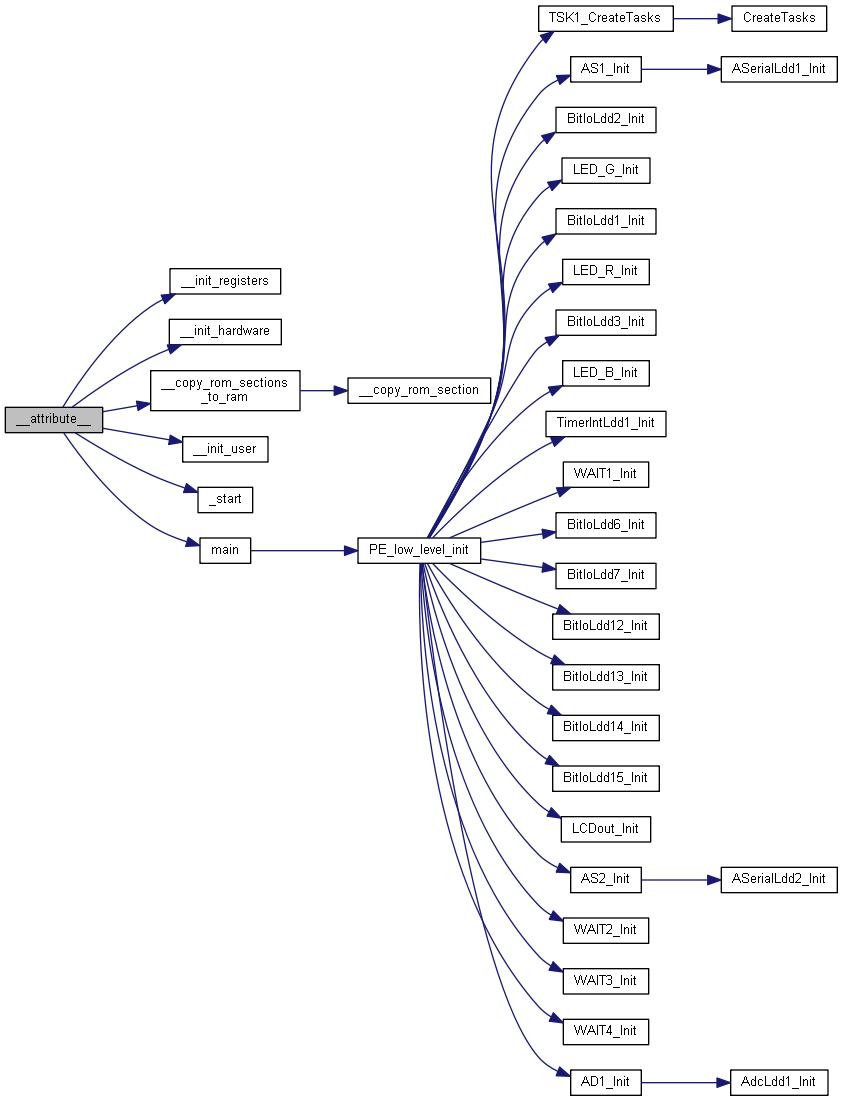 __attribute__
__init_registers
__init_hardware
__copy_rom_sections
_to_ram
__copy_rom_section
__init_user
_start
main
PE_low_level_init
TSK1_CreateTasks
CreateTasks
AS1_Init
ASerialLdd1_Init
BitIoLdd2_Init
LED_G_Init
BitIoLdd1_Init
LED_R_Init
BitIoLdd3_Init
LED_B_Init
TimerIntLdd1_Init
WAIT1_Init
BitIoLdd6_Init
BitIoLdd7_Init
BitIoLdd12_Init
BitIoLdd13_Init
BitIoLdd14_Init
BitIoLdd15_Init
LCDout_Init
AS2_Init
ASerialLdd2_Init
WAIT2_Init
WAIT3_Init
WAIT4_Init
AD1_Init
AdcLdd1_Init